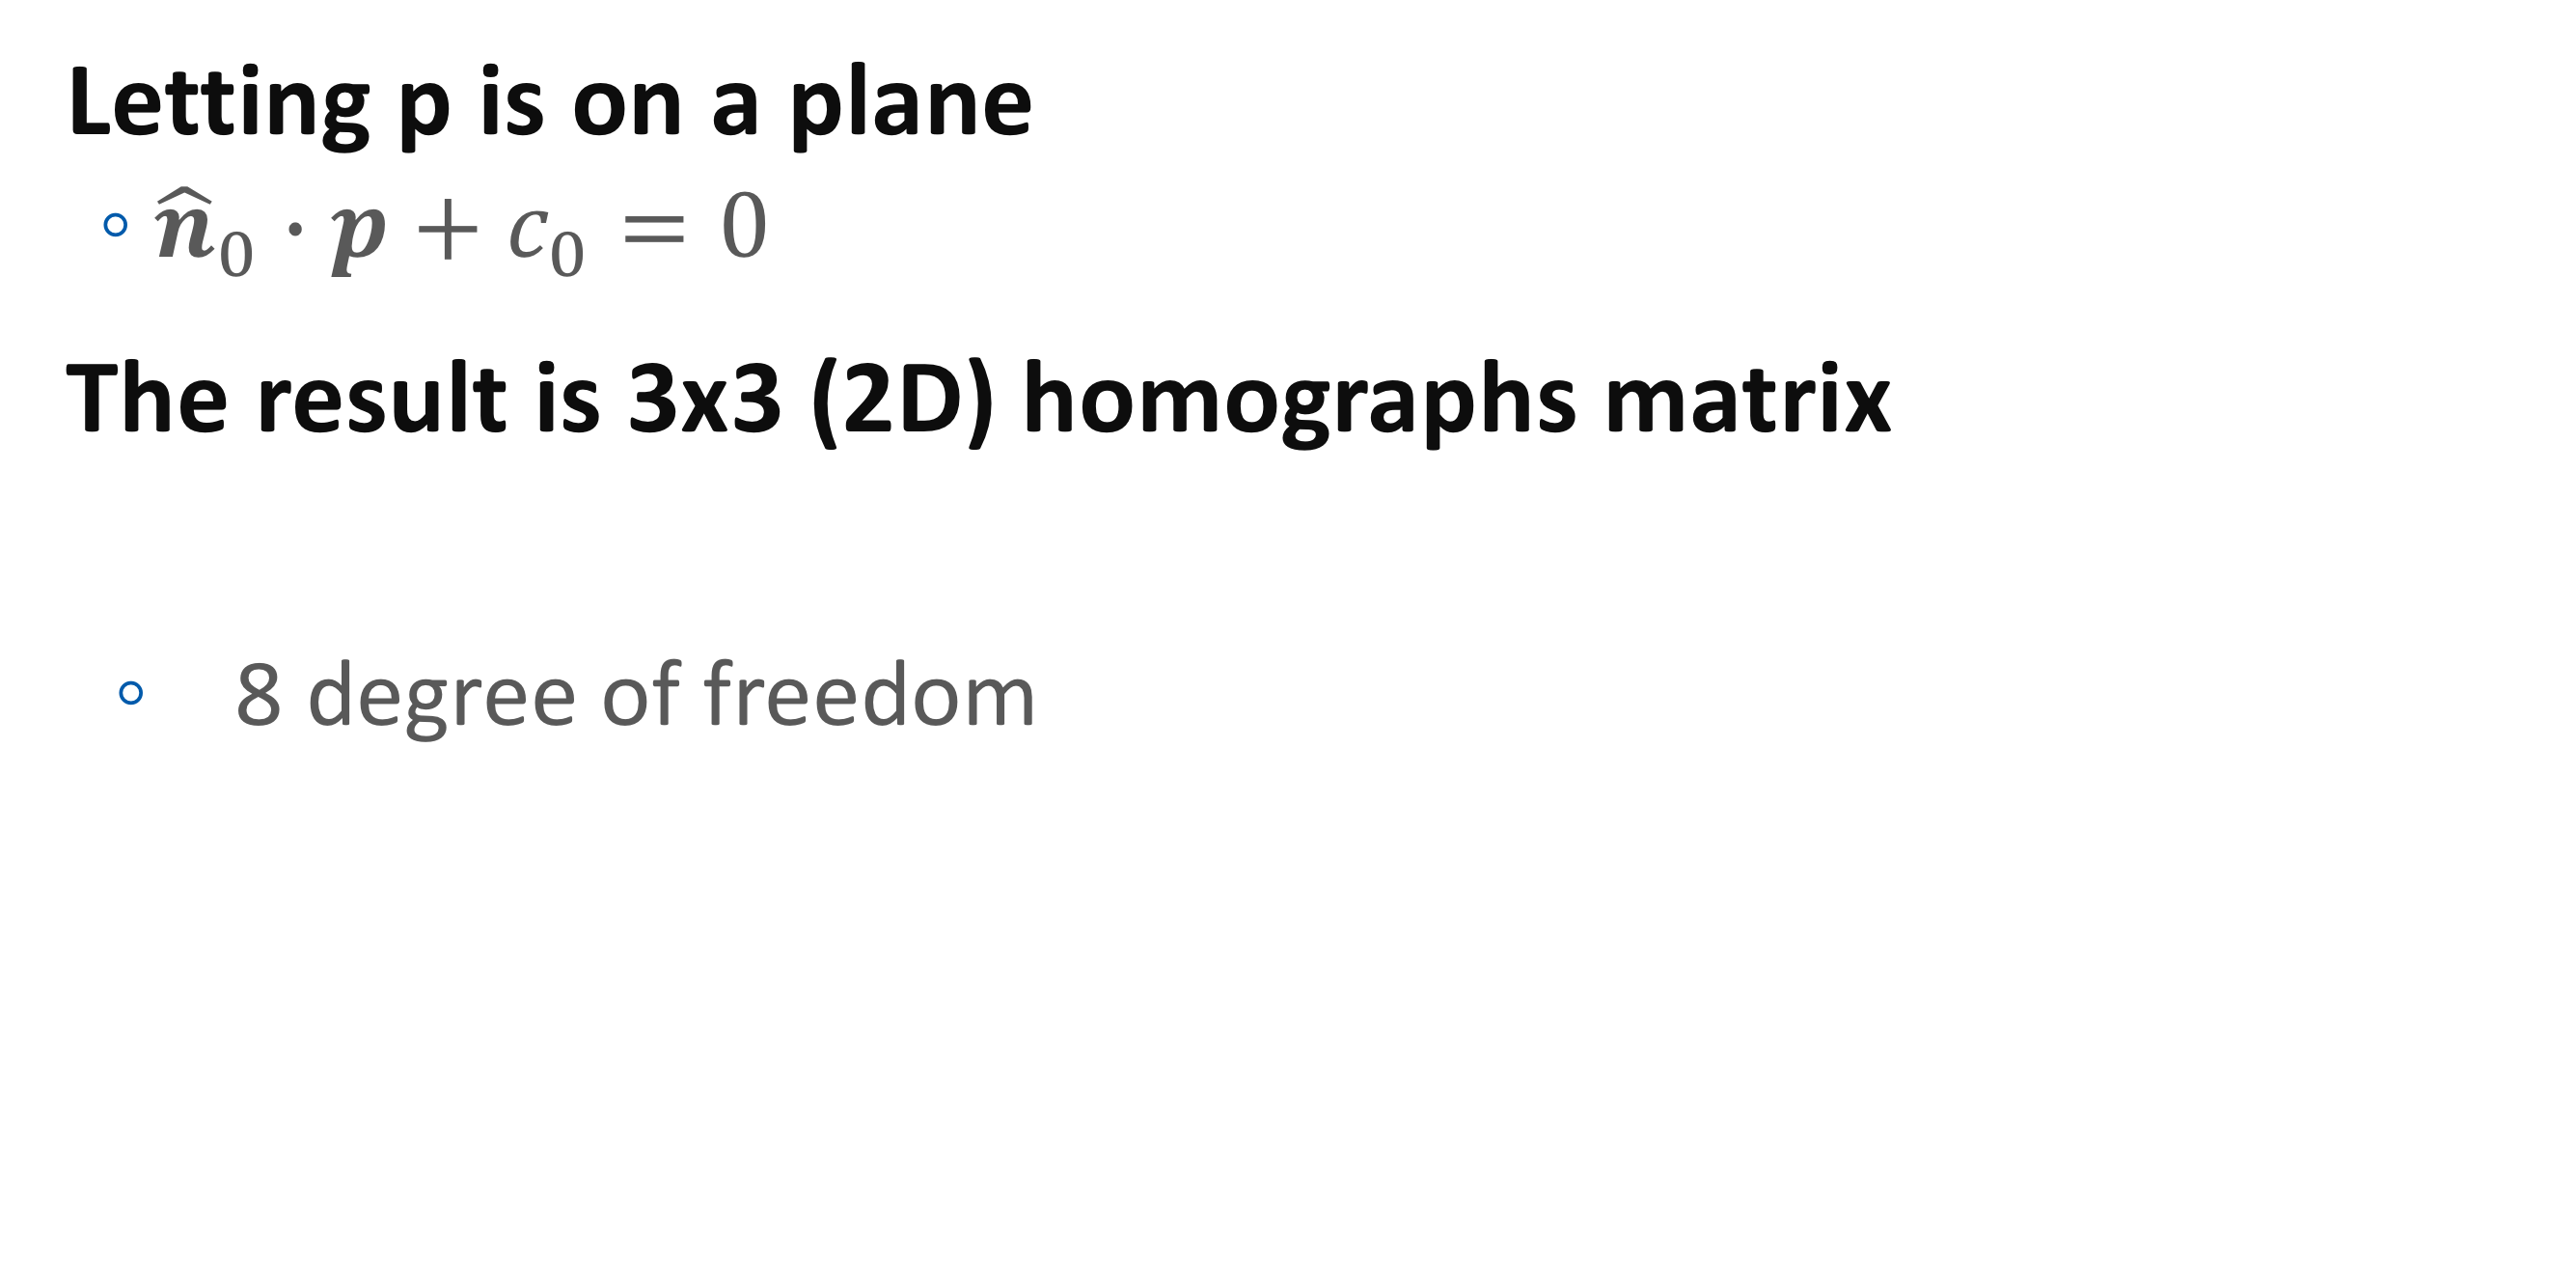 Letting p is on a plane
n̂₀ · p + c₀ = 0
The result is 3x3 (2D) homographs matrix
8 degree of freedom